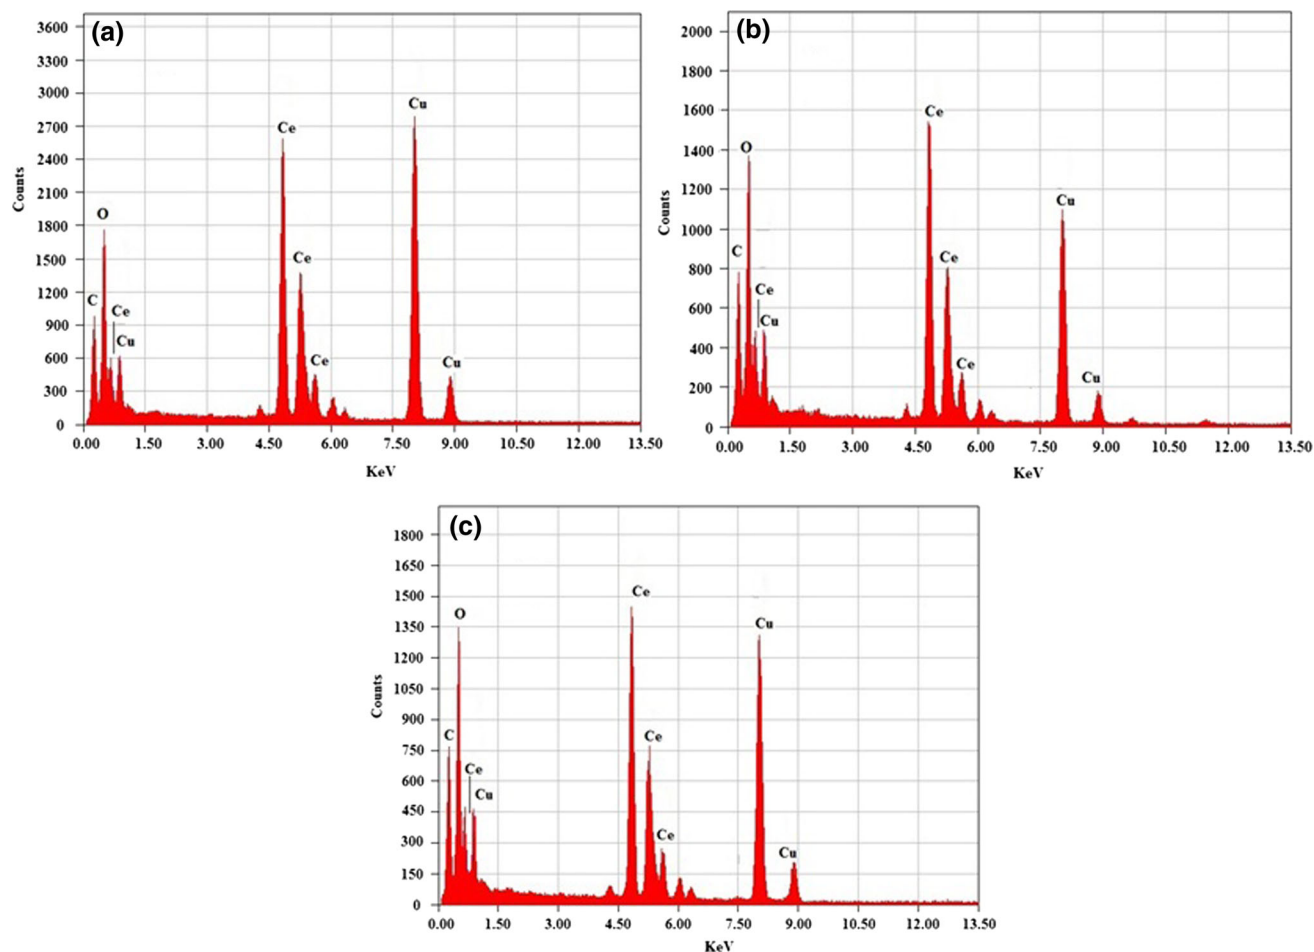 (a)
3600
3300
3000
2700
2400
2100
1800
1500
1200
900
600
300
0
Counts
C
O
Ce
Cu
Ce
Ce
Ce
Cu
Cu
0.00 1.50 3.00 4.50 6.00 7.50 9.00 10.50 12.00 13.50
KeV
(b)
2000
1800
1600
1400
1200
1000
800
600
400
200
0
Counts
C
O
Ce
Cu
Ce
Ce
Ce
Cu
Cu
0.00 1.50 3.00 4.50 6.00 7.50 9.00 10.50 12.00 13.50
KeV
(c)
1800
1650
1500
1350
1200
1050
900
750
600
450
300
150
0
Counts
C
O
Ce
Cu
Ce
Ce
Ce
Cu
Cu
0.00 1.50 3.00 4.50 6.00 7.50 9.00 10.50 12.00 13.50
KeV